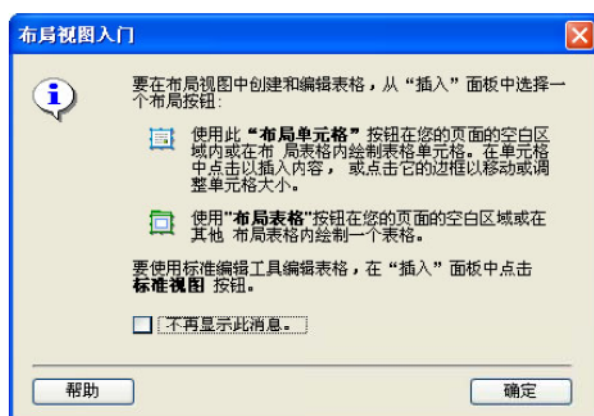 布局视图入门
要在布局视图中创建和编辑表格，从“插入”面板中选择一
个布局按钮：
使用此“布局单元格”按钮在您的页面的空白区
域内或在布 局表格内绘制表格单元格。在单元格
中点击以插入内容， 或点击它的边框以移动或调
整单元格大小。
使用"布局表格"按钮在您的页面的空白区域或在
其他 布局表格内绘制一个表格。
要使用标准编辑工具编辑表格，在“插入”面板中点击
标准视图 按钮。
不再显示此消息。
帮助 确定